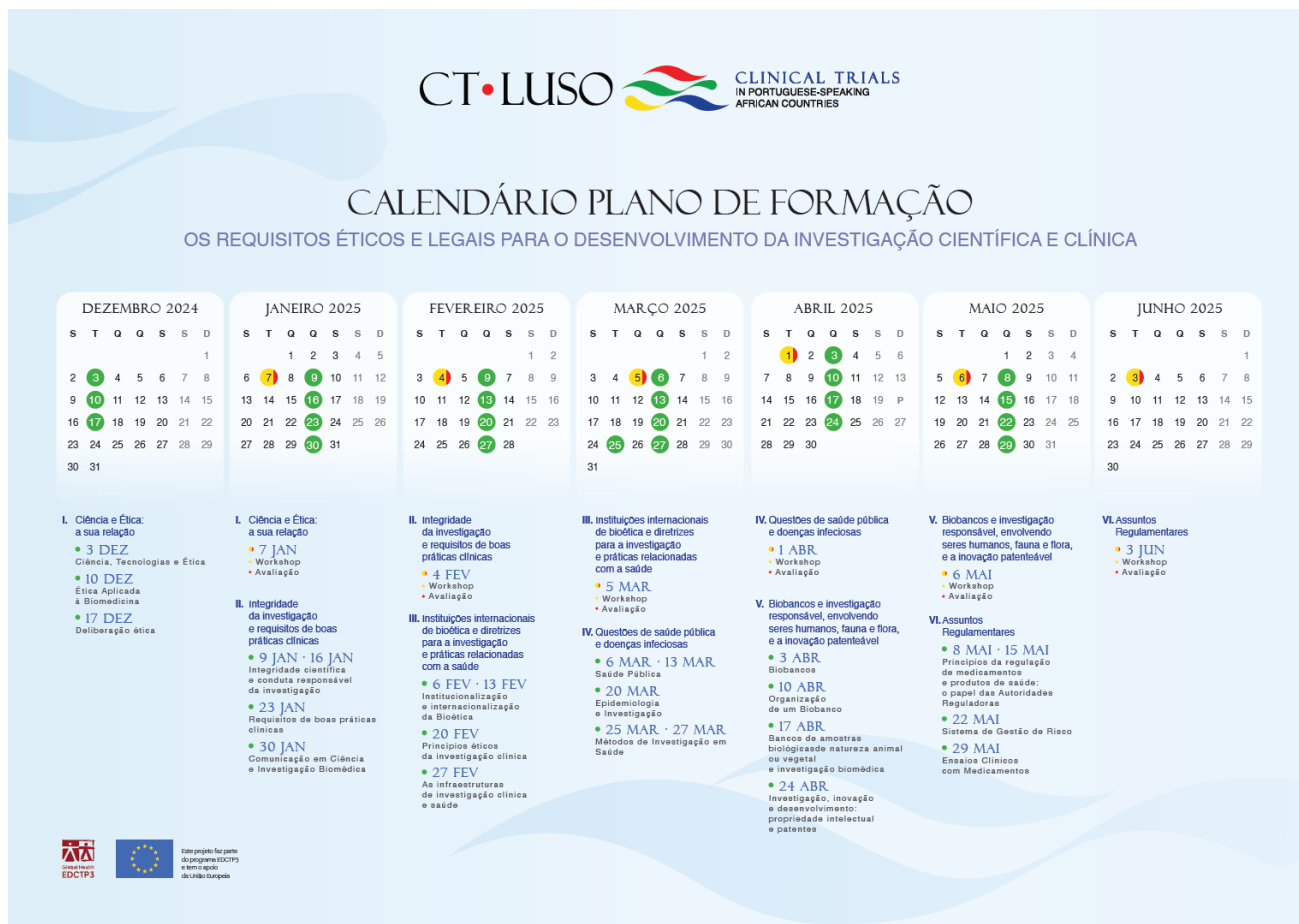 CT•LUSO
CLINICAL TRIALS
IN PORTUGUESE-SPEAKING
AFRICAN COUNTRIES
CALENDÁRIO PLANO DE FORMAÇÃO
OS REQUISITOS ÉTICOS E LEGAIS PARA O DESENVOLVIMENTO DA INVESTIGAÇÃO CIENTÍFICA E CLÍNICA
DEZEMBRO 2024
S T Q Q S S D
1
2 3 4 5 6 7 8
9 10 11 12 13 14 15
16 17 18 19 20 21 22
23 24 25 26 27 28 29
30 31
I. Ciência e Ética:
a sua relação
• 3 DEZ
Ciência, Tecnologias e Ética
• 10 DEZ
Ética Aplicada
à Biomedicina
• 17 DEZ
Deliberação ética
JANEIRO 2025
S T Q Q S S D
1 2 3 4 5
6 7 8 9 10 11 12
13 14 15 16 17 18 19
20 21 22 23 24 25 26
27 28 29 30 31
I. Ciência e Ética:
a sua relação
• 7 JAN
• Workshop
• Avaliação
II. Integridade
da investigação
e requisitos de boas
práticas clínicas
• 9 JAN · 16 JAN
Integridade científica
e conduta responsável
da investigação
• 23 JAN
Requisitos de boas práticas
clínicas
• 30 JAN
Comunicação em Ciência
e Investigação Biomédica
FEVEREIRO 2025
S T Q Q S S D
1 2
3 4 5 9 7 8 9
10 11 12 13 14 15 16
17 18 19 20 21 22 23
24 25 26 27 28
II. Integridade
da investigação
e requisitos de boas
práticas clínicas
• 4 FEV
• Workshop
• Avaliação
III. Instituições internacionais
de bioética e diretrizes
para a investigação
e práticas relacionadas
com a saúde
• 6 FEV · 13 FEV
Institucionalização
e internacionalização
da Bioética
• 20 FEV
Princípios éticos
da investigação clínica
• 27 FEV
As infraestruturas
de investigação clínica
e saúde
MARÇO 2025
S T Q Q S S D
1 2
3 4 5 6 7 8 9
10 11 12 13 14 15 16
17 18 19 20 21 22 23
24 25 26 27 28 29 30
31
III. Instituições internacionais
de bioética e diretrizes
para a investigação
e práticas relacionadas
com a saúde
• 5 MAR
• Workshop
• Avaliação
IV. Questões de saúde pública
e doenças infeciosas
• 6 MAR · 13 MAR
Saúde Pública
• 20 MAR
Epidemiologia
e Investigação
• 25 MAR · 27 MAR
Métodos de Investigação em
Saúde
ABRIL 2025
S T Q Q S S D
1 2 3 4 5 6
7 8 9 10 11 12 13
14 15 16 17 18 19 P
21 22 23 24 25 26 27
28 29 30
IV. Questões de saúde pública
e doenças infeciosas
• 1 ABR
• Workshop
• Avaliação
V. Biobancos e investigação
responsável, envolvendo
seres humanos, fauna e flora,
e a inovação patenteável
• 3 ABR
Biobancos
• 10 ABR
Organização
de um Biobanco
• 17 ABR
Bancos de amostras
biológicasde natureza animal
ou vegetal
e investigação biomédica
• 24 ABR
Investigação, inovação
e desenvolvimento:
propriedade intelectual
e patentes
MAIO 2025
S T Q Q S S D
1 2 3 4
5 6 7 8 9 10 11
12 13 14 15 16 17 18
19 20 21 22 23 24 25
26 27 28 29 30 31
V. Biobancos e investigação
responsável, envolvendo
seres humanos, fauna e flora,
e a inovação patenteável
• 6 MAI
• Workshop
• Avaliação
VI. Assuntos
Regulamentares
• 8 MAI · 15 MAI
Princípios da regulação
de medicamentos
e produtos de saúde:
o papel das Autoridades
Reguladoras
• 22 MAI
Sistema de Gestão de Risco
• 29 MAI
Ensaios Clínicos
com Medicamentos
JUNHO 2025
S T Q Q S S D
1
2 3 4 5 6 7 8
9 10 11 12 13 14 15
16 17 18 19 20 21 22
23 24 25 26 27 28 29
30
VI. Assuntos
Regulamentares
• 3 JUN
• Workshop
• Avaliação
Global Health
EDCTP3
Este projeto faz parte
do programa EDCTP3
e tem o apoio
da União Europeia